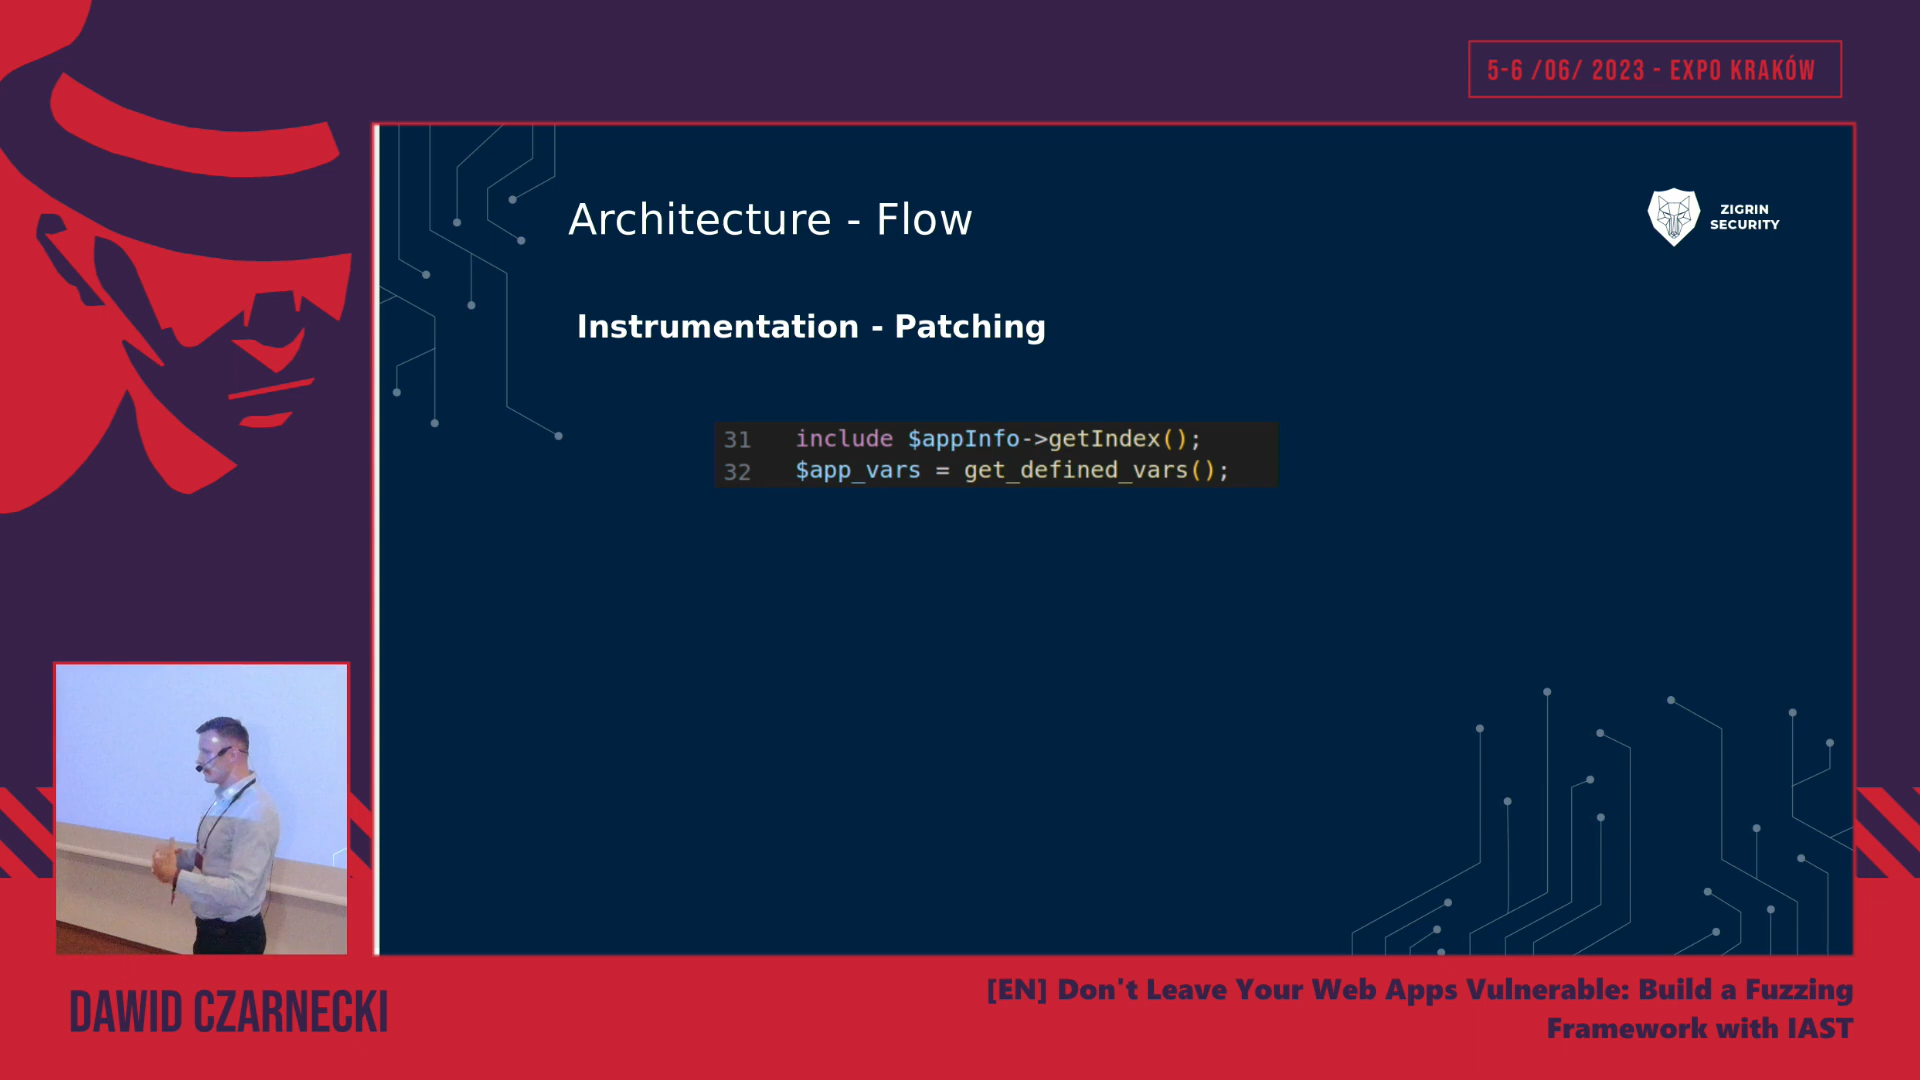 5-6 /06/ 2023 - EXPO KRAKÓW
Architecture - Flow
ZIGRIN
SECURITY
Instrumentation - Patching
31 include $appInfo->getIndex();
32 $app_vars = get_defined_vars();
DAWID CZARNECKI
[EN] Don't Leave Your Web Apps Vulnerable: Build a Fuzzing
Framework with IAST